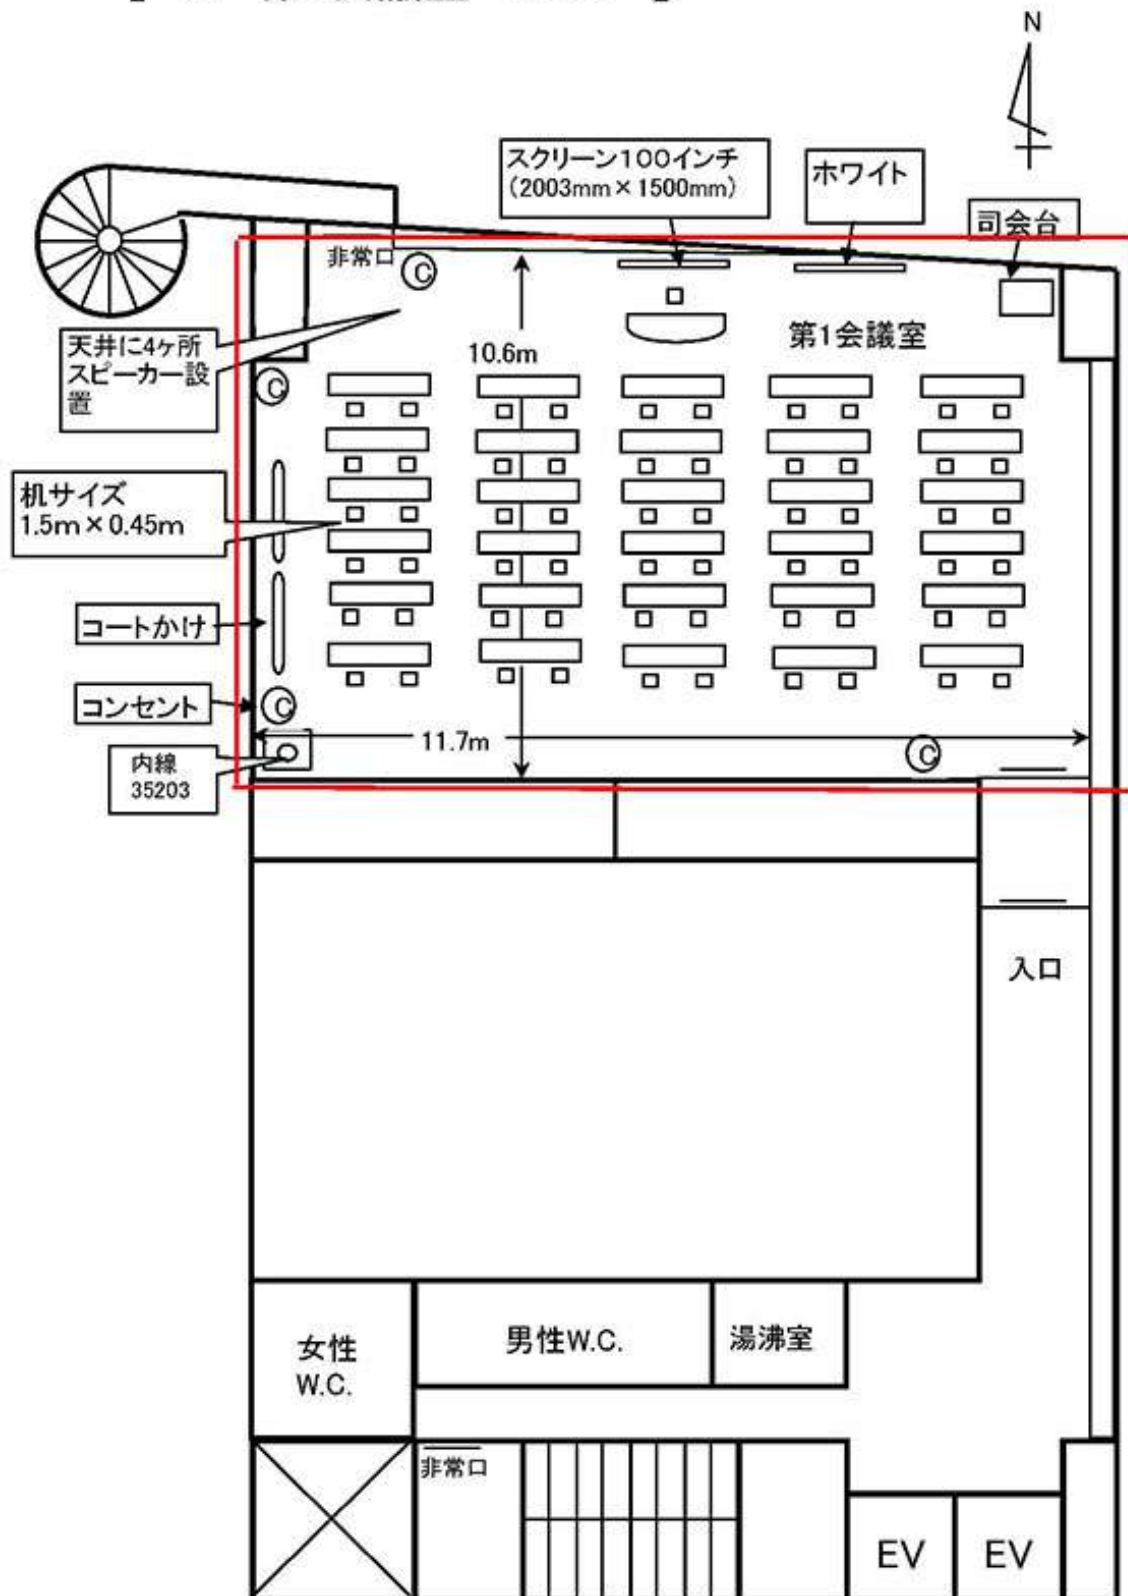 N
スクリーン100インチ
(2003mm×1500mm)
ホワイト
司会台
非常口
C
天井に4ヶ所
スピーカー設
置
10.6m
第1会議室
C
机サイズ
1.5m×0.45m
コートかけ
コンセント
C
11.7m
C
内線
35203
入口
女性
W.C.
男性W.C.
湯沸室
非常口
EV
EV